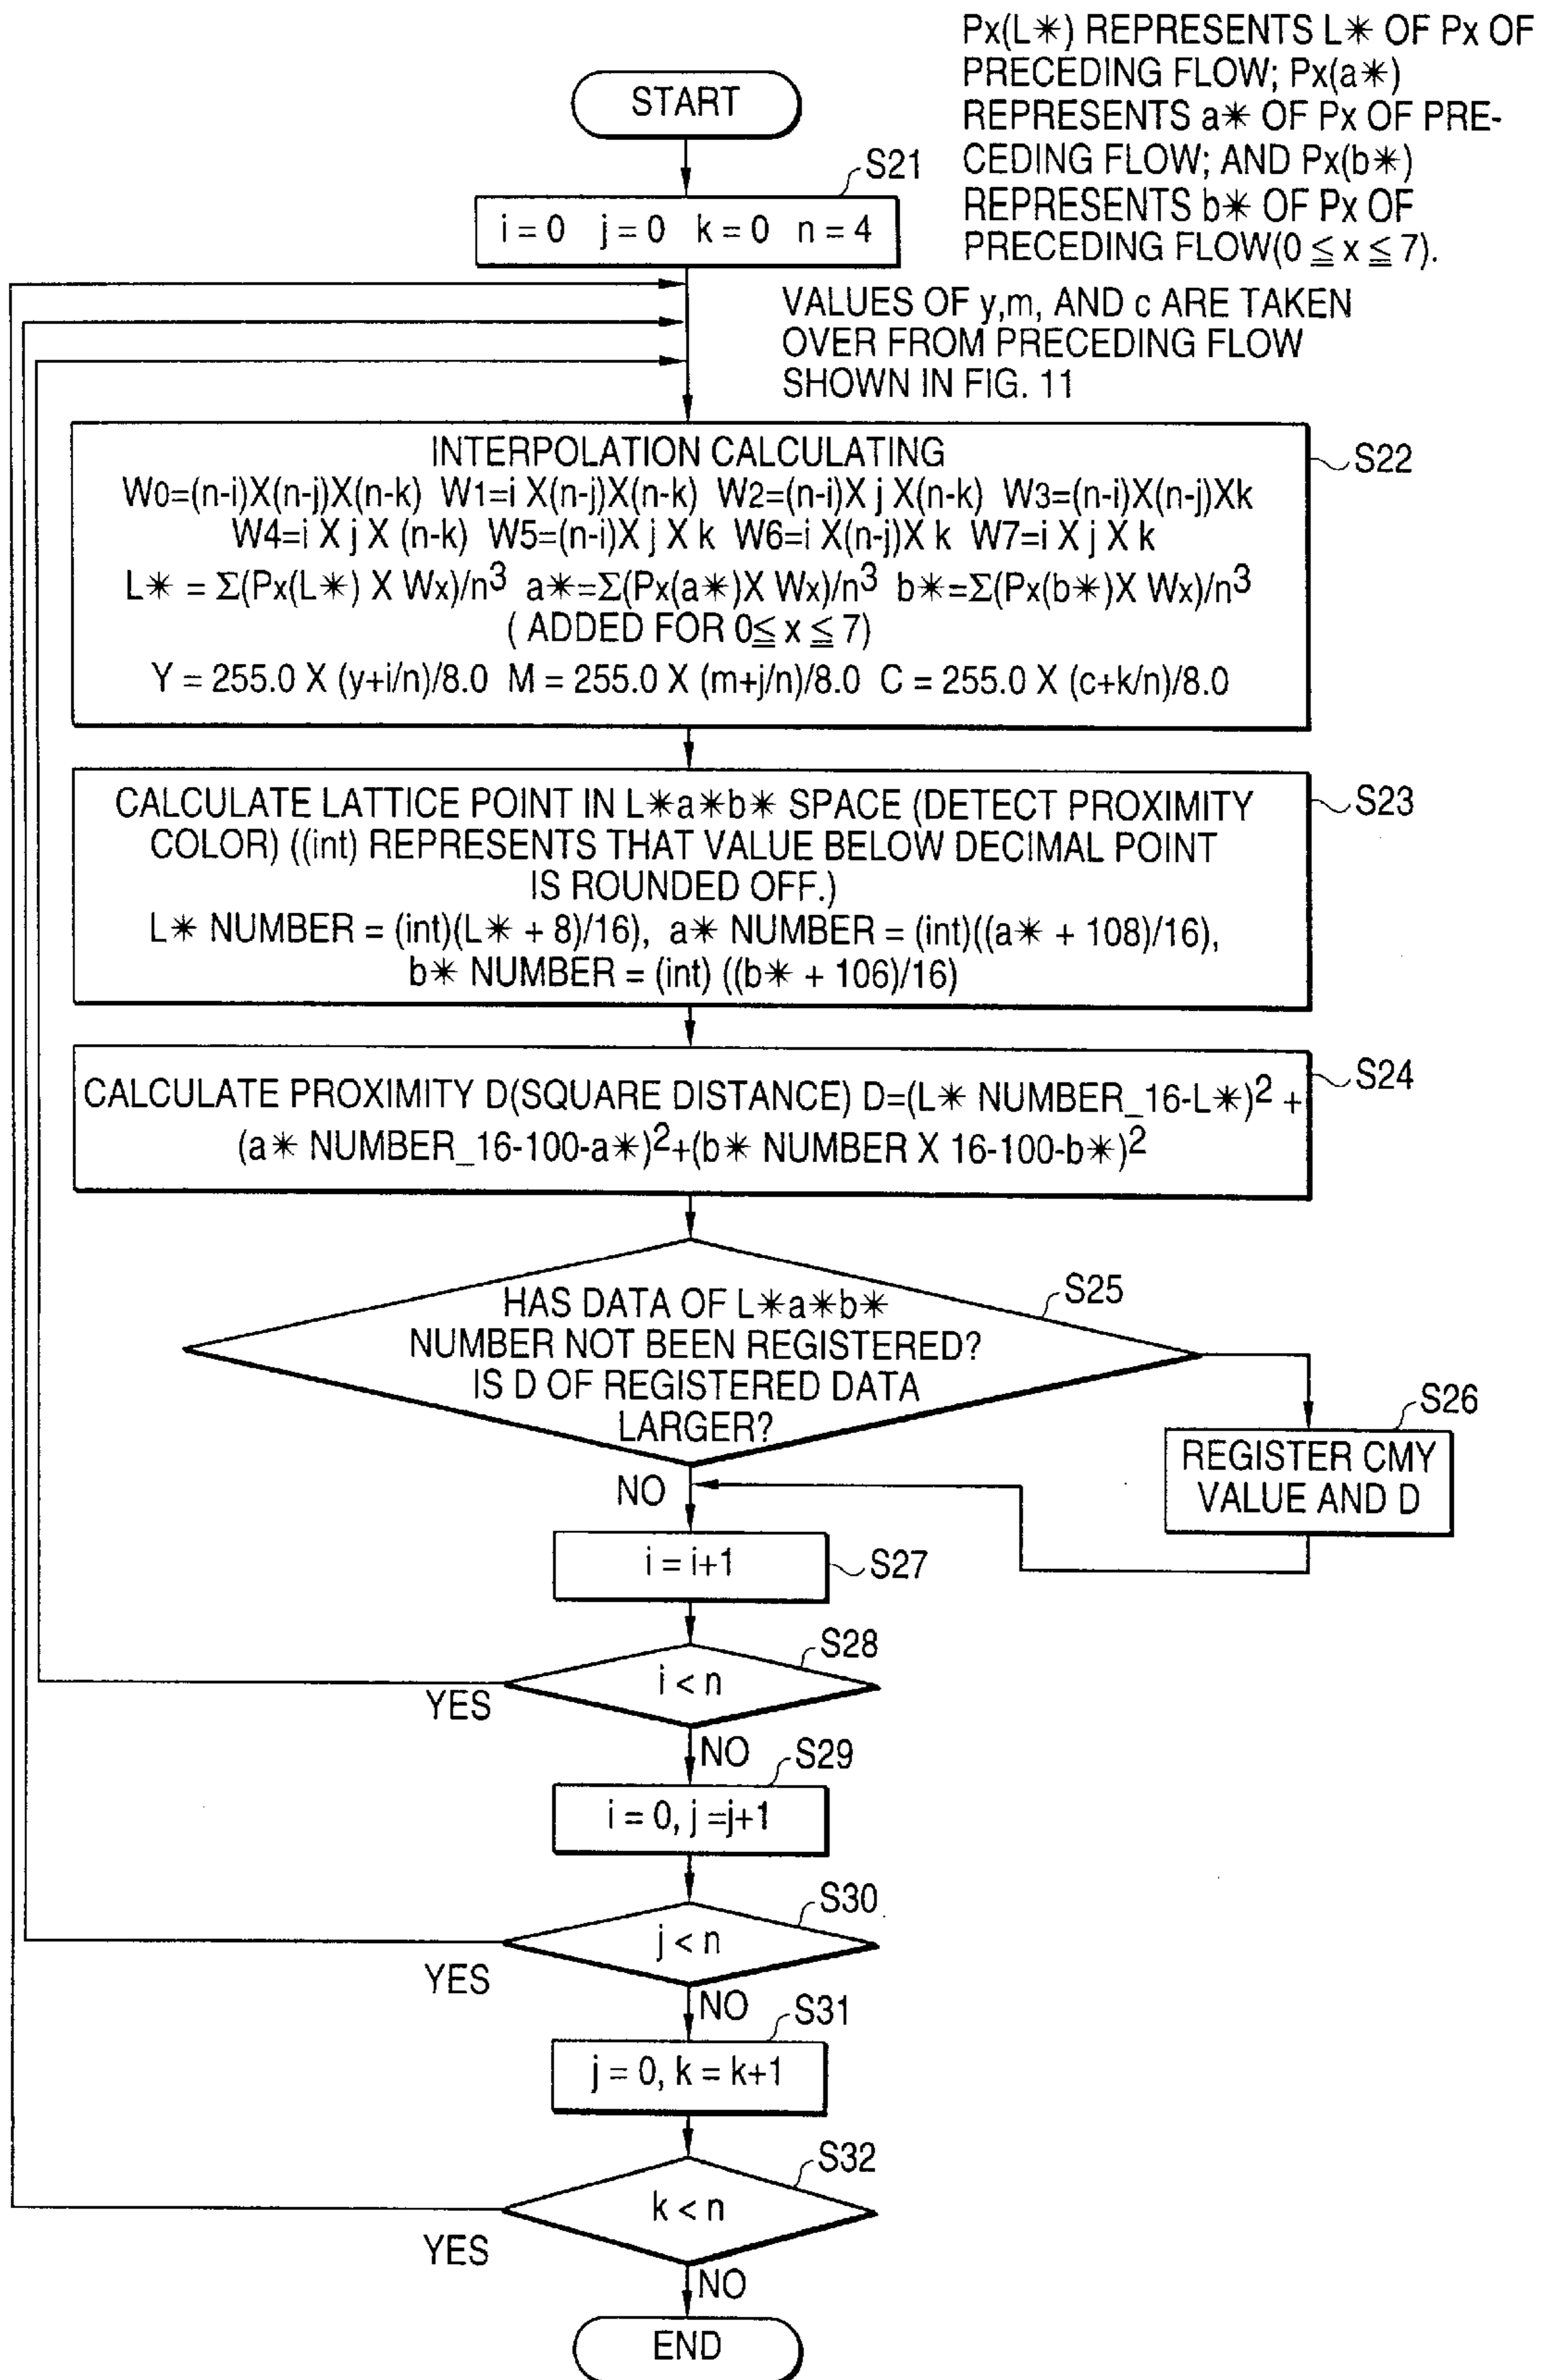 Px(L✳) REPRESENTS L✳ OF Px OF
PRECEDING FLOW; Px(a✳)
REPRESENTS a✳ OF Px OF PRE-
CEDING FLOW; AND Px(b✳)
REPRESENTS b✳ OF Px OF
PRECEDING FLOW(0 ≦ x ≦ 7).
START
S21
i = 0 j = 0 k = 0 n = 4
VALUES OF y,m, AND c ARE TAKEN
OVER FROM PRECEDING FLOW
SHOWN IN FIG. 11
S22
INTERPOLATION CALCULATING
W0=(n-i)X(n-j)X(n-k) W1=i X(n-j)X(n-k) W2=(n-i)X j X(n-k) W3=(n-i)X(n-j)Xk
W4=i X j X (n-k) W5=(n-i)X j X k W6=i X(n-j)X k W7=i X j X k
L✳ = Σ(Px(L✳) X Wx)/n³ a✳=Σ(Px(a✳)X Wx)/n³ b✳=Σ(Px(b✳)X Wx)/n³
( ADDED FOR 0≦ x ≦ 7)
Y = 255.0 X (y+i/n)/8.0 M = 255.0 X (m+j/n)/8.0 C = 255.0 X (c+k/n)/8.0
S23
CALCULATE LATTICE POINT IN L✳a✳b✳ SPACE (DETECT PROXIMITY
COLOR) ((int) REPRESENTS THAT VALUE BELOW DECIMAL POINT
IS ROUNDED OFF.)
L✳ NUMBER = (int)(L✳ + 8)/16), a✳ NUMBER = (int)((a✳ + 108)/16),
b✳ NUMBER = (int) ((b✳ + 106)/16)
S24
CALCULATE PROXIMITY D(SQUARE DISTANCE) D=(L✳ NUMBER_16-L✳)² +
(a✳ NUMBER_16-100-a✳)²+(b✳ NUMBER X 16-100-b✳)²
S25
HAS DATA OF L✳a✳b✳
NUMBER NOT BEEN REGISTERED?
IS D OF REGISTERED DATA
LARGER?
S26
REGISTER CMY
VALUE AND D
NO
i = i+1
S27
S28
i < n
YES
NO
S29
i = 0, j =j+1
S30
j < n
YES
NO
S31
j = 0, k = k+1
S32
k < n
YES
NO
END